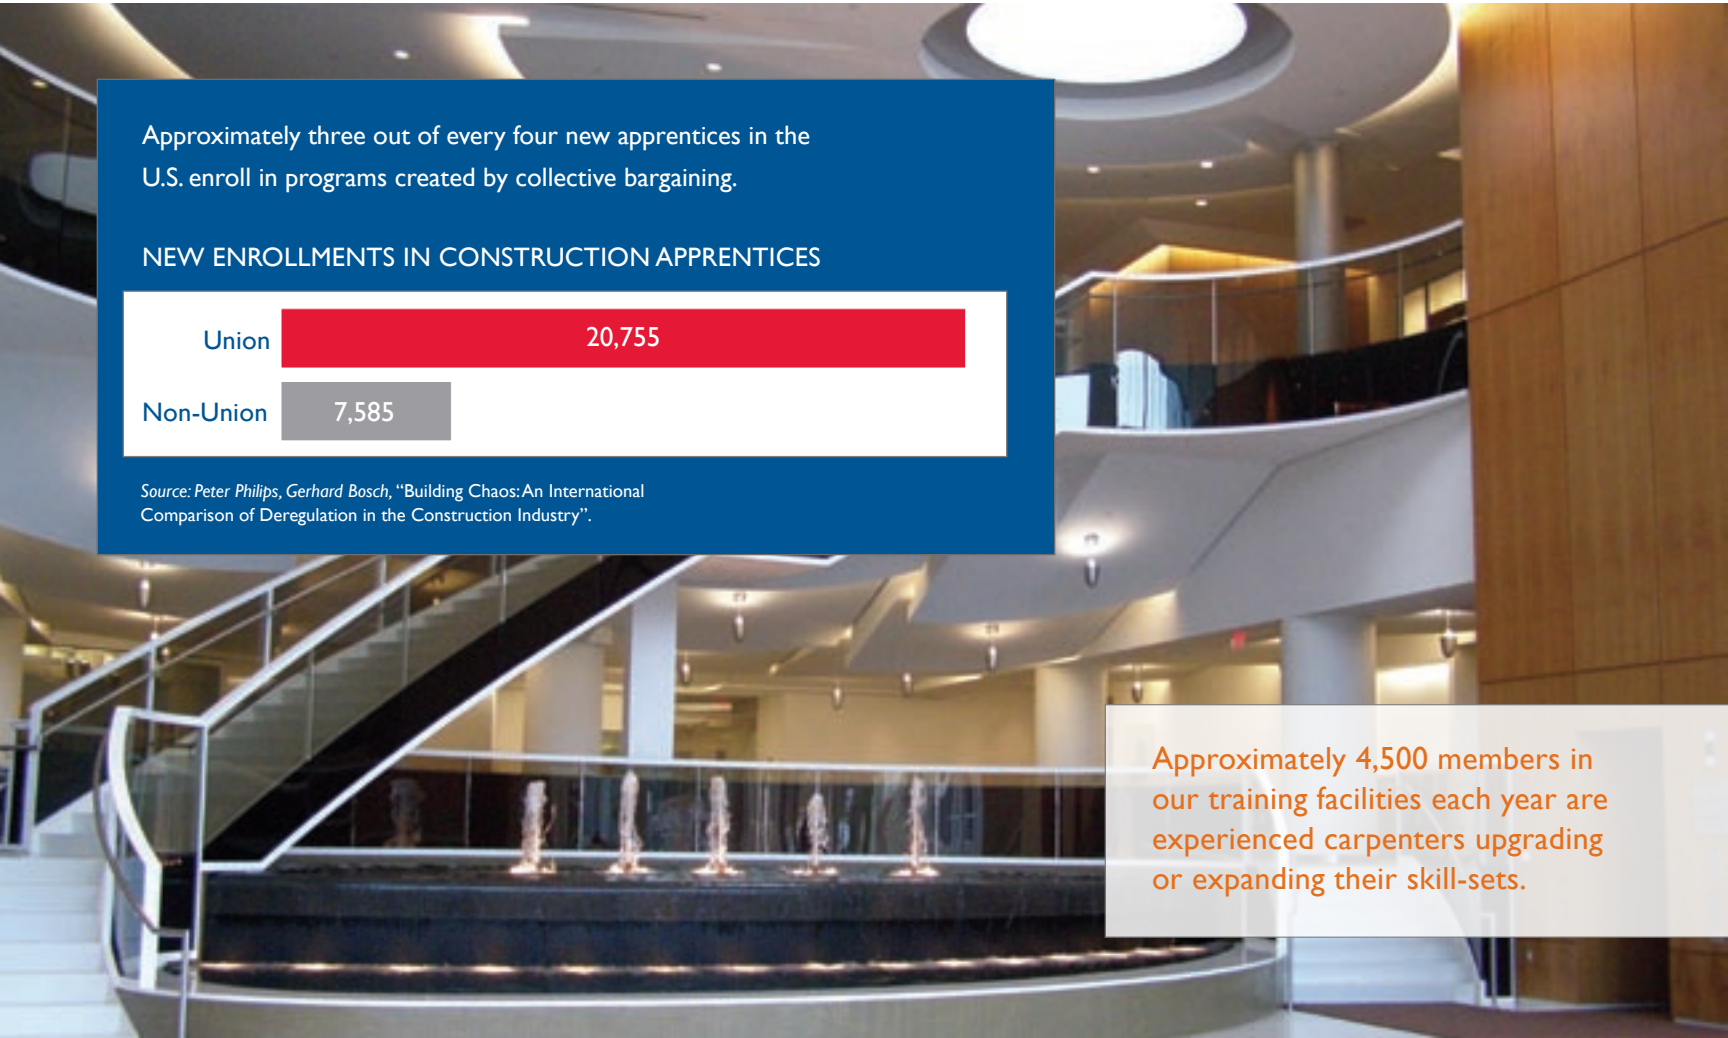 Approximately three out of every four new apprentices in the
U.S. enroll in programs created by collective bargaining.
NEW ENROLLMENTS IN CONSTRUCTION APPRENTICES
Union 20,755
Non-Union 7,585
Source: Peter Philips, Gerhard Bosch, “Building Chaos: An International
Comparison of Deregulation in the Construction Industry”.
Approximately 4,500 members in
our training facilities each year are
experienced carpenters upgrading
or expanding their skill-sets.